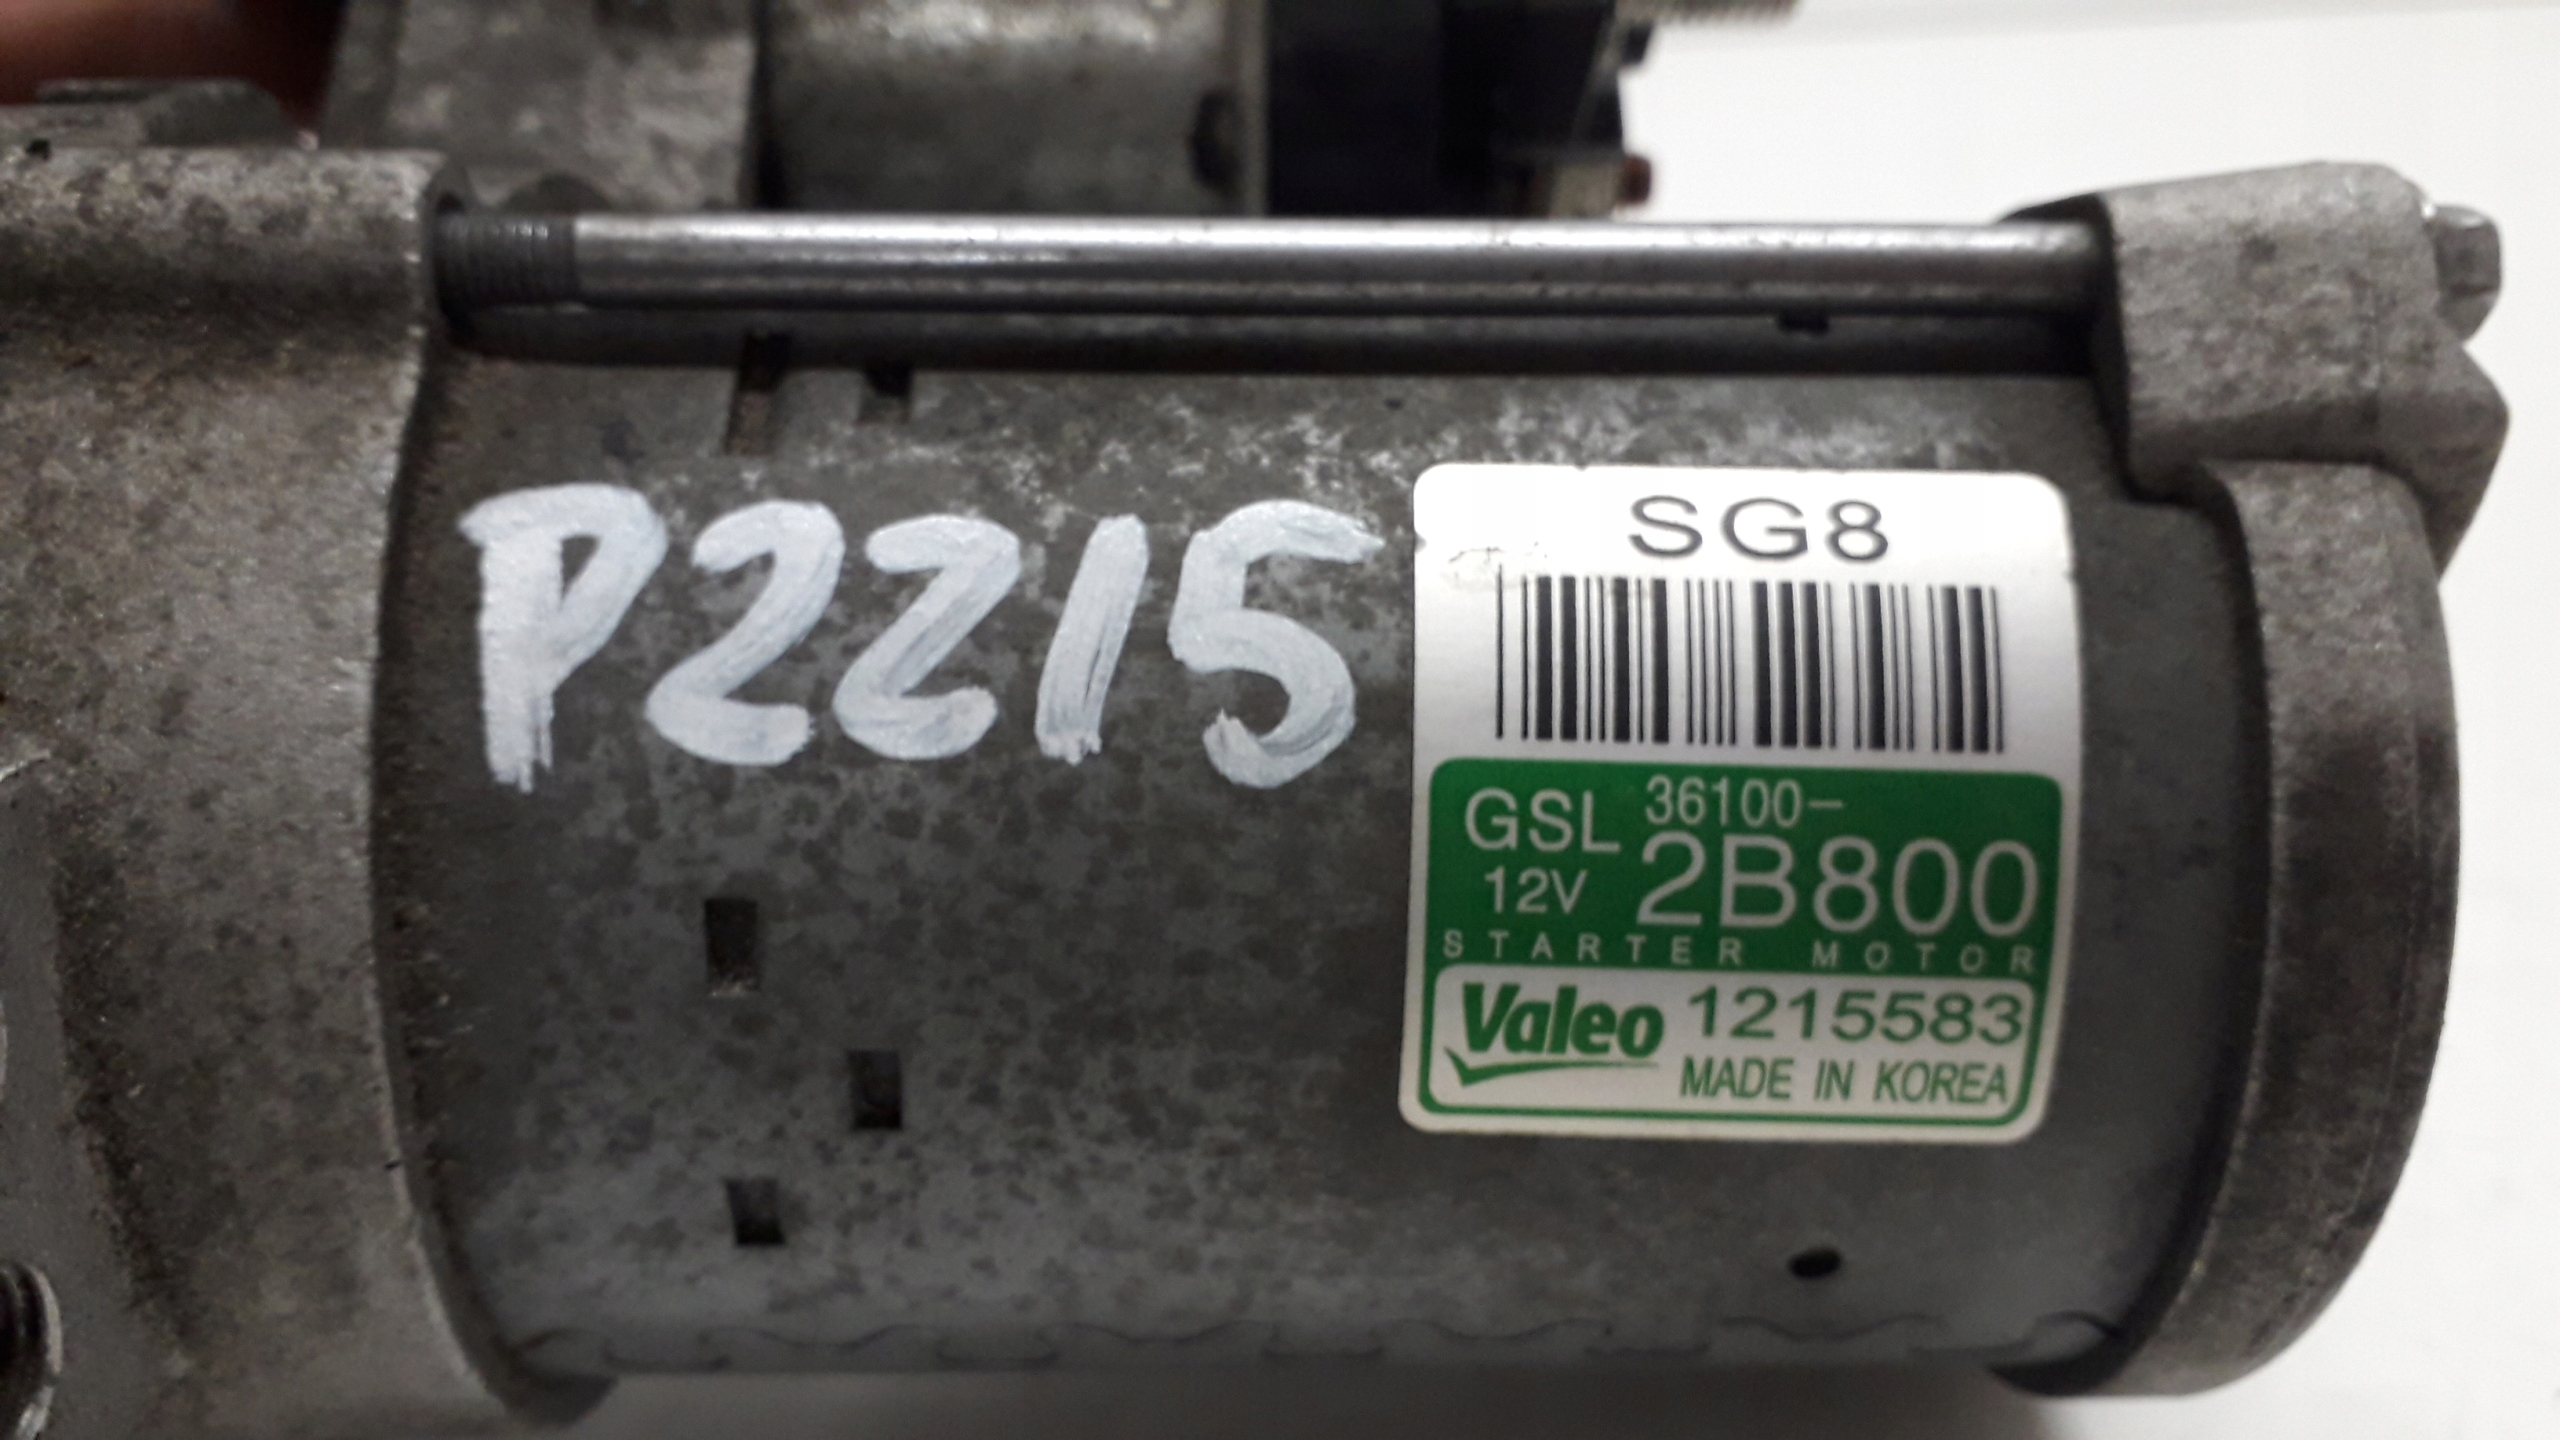 P2215
SG8
GSL 36100-
12V 2B800
STARTER MOTOR
Valeo 1215583
MADE IN KOREA